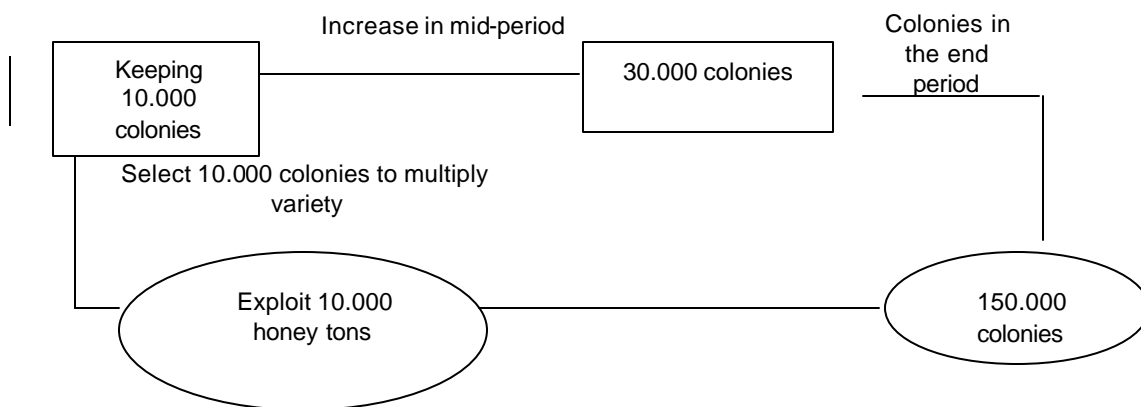 Increase in mid-period
Colonies in
the end
period
Keeping
10.000
colonies
30.000 colonies
Select 10.000 colonies to multiply
variety
Exploit 10.000
honey tons
150.000
colonies